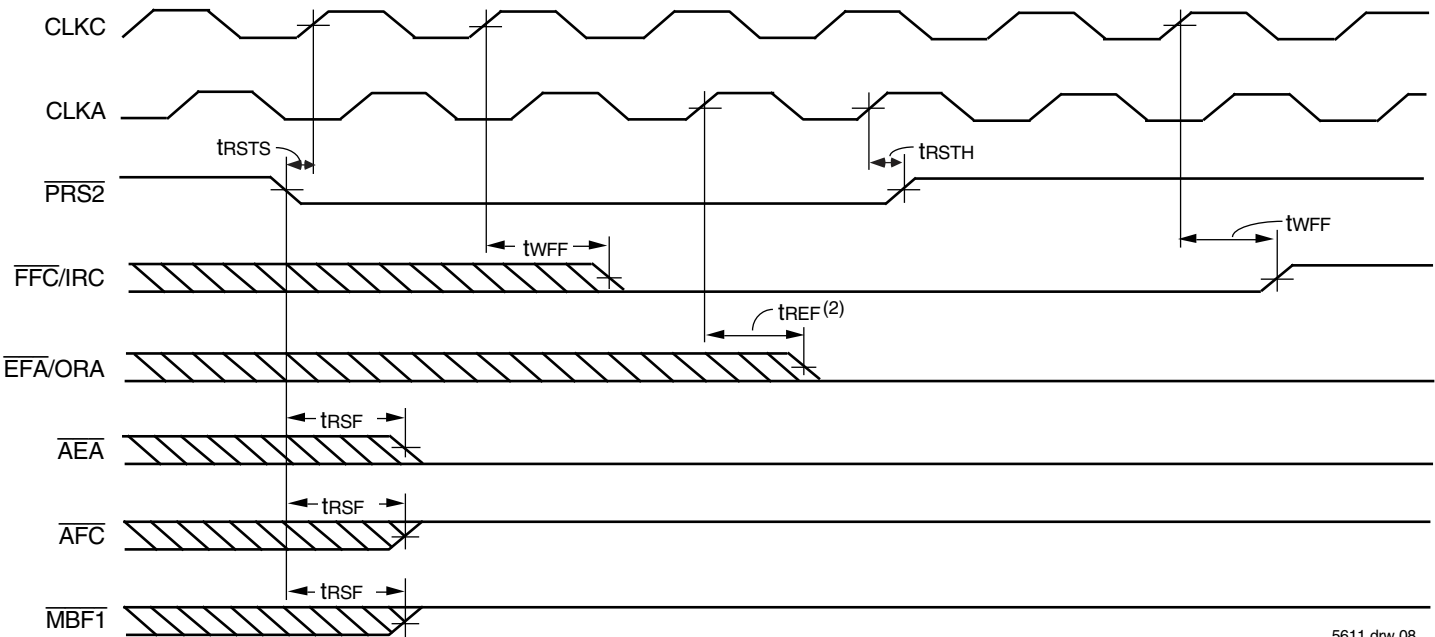 CLKC
CLKA
tRSTS
tRSTH
PRS2
tWFF
tWFF
FFC/IRC
tREF(2)
EFA/ORA
tRSF
AEA
tRSF
AFC
tRSF
MBF1
5611 drw 08